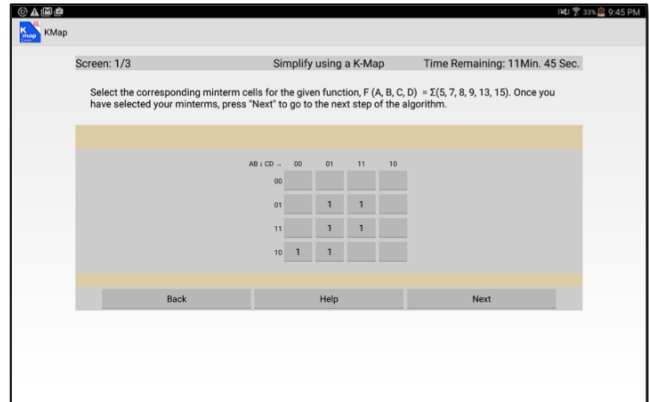 33% 9:45 PM
K map
KMap
Screen: 1/3 Simplify using a K-Map Time Remaining: 11Min. 45 Sec.
Select the corresponding minterm cells for the given function, F (A, B, C, D) = Σ(5, 7, 8, 9, 13, 15). Once you
have selected your minterms, press "Next" to go to the next step of the
algorithm.
AB ↓ CD → 00 01 11 10
00
01 1 1
11 1 1
10 1 1
Back Help Next